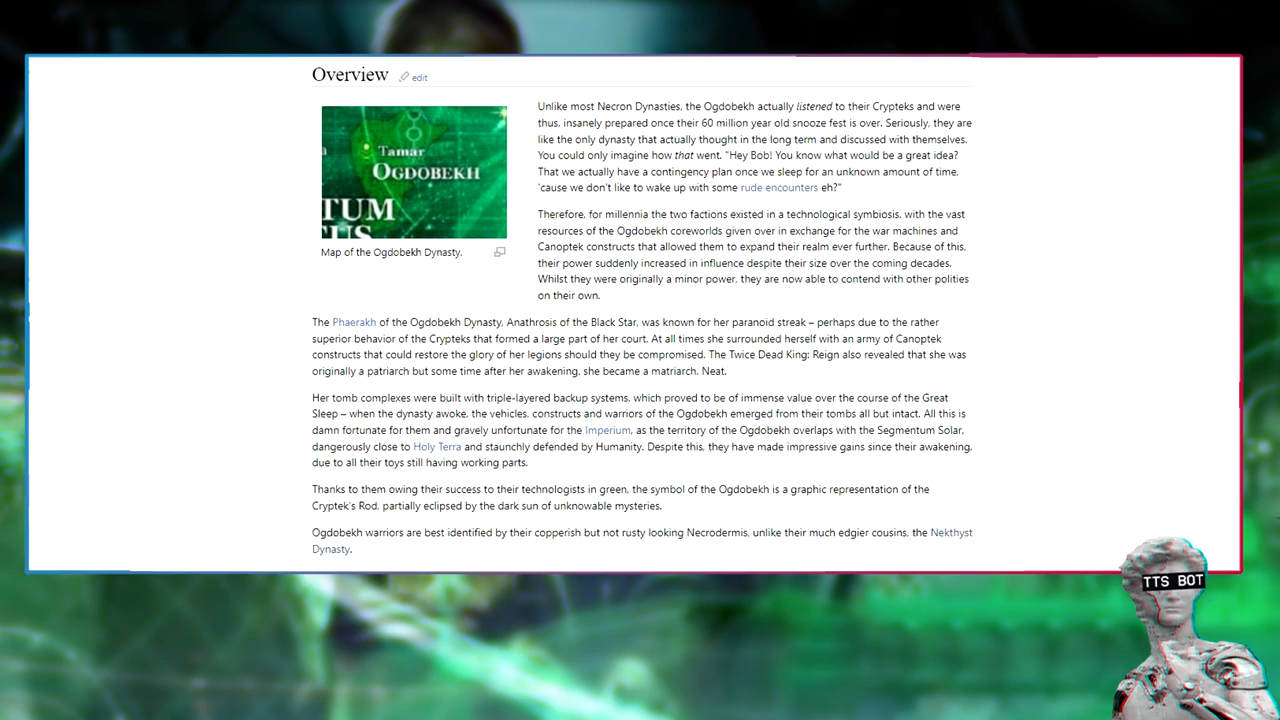 Overview edit
Tamar
OGDOBEKH
TUM
TUS
Map of the Ogdobekh Dynasty.
Unlike most Necron Dynasties, the Ogdobekh actually listened to their Crypteks and were
thus, insanely prepared once their 60 million year old snooze fest is over. Seriously, they are
like the only dynasty that actually thought in the long term and discussed with themselves.
You could only imagine how that went. "Hey Bob! You know what would be a great idea?
That we actually have a contingency plan once we sleep for an unknown amount of time,
'cause we don't like to wake up with some rude encounters eh?"
Therefore, for millennia the two factions existed in a technological symbiosis, with the vast
resources of the Ogdobekh coreworlds given over in exchange for the war machines and
Canoptek constructs that allowed them to expand their realm ever further. Because of this,
their power suddenly increased in influence despite their size over the coming decades.
Whilst they were originally a minor power, they are now able to contend with other polities
on their own.
The Phaerakh of the Ogdobekh Dynasty, Anathrosis of the Black Star, was known for her paranoid streak – perhaps due to the rather
superior behavior of the Crypteks that formed a large part of her court. At all times she surrounded herself with an army of Canoptek
constructs that could restore the glory of her legions should they be compromised. The Twice Dead King: Reign also revealed that she was
originally a patriarch but some time after her awakening, she became a matriarch. Neat.
Her tomb complexes were built with triple-layered backup systems, which proved to be of immense value over the course of the Great
Sleep – when the dynasty awoke, the vehicles, constructs and warriors of the Ogdobekh emerged from their tombs all but intact. All this is
damn fortunate for them and gravely unfortunate for the Imperium, as the territory of the Ogdobekh overlaps with the Segmentum Solar,
dangerously close to Holy Terra and staunchly defended by Humanity. Despite this, they have made impressive gains since their awakening,
due to all their toys still having working parts.
Thanks to them owing their success to their technologists in green, the symbol of the Ogdobekh is a graphic representation of the
Cryptek's Rod, partially eclipsed by the dark sun of unknowable mysteries.
Ogdobekh warriors are best identified by their copperish but not rusty looking Necrodermis, unlike their much edgier cousins, the Nekthyst
Dynasty.
TTS BOT